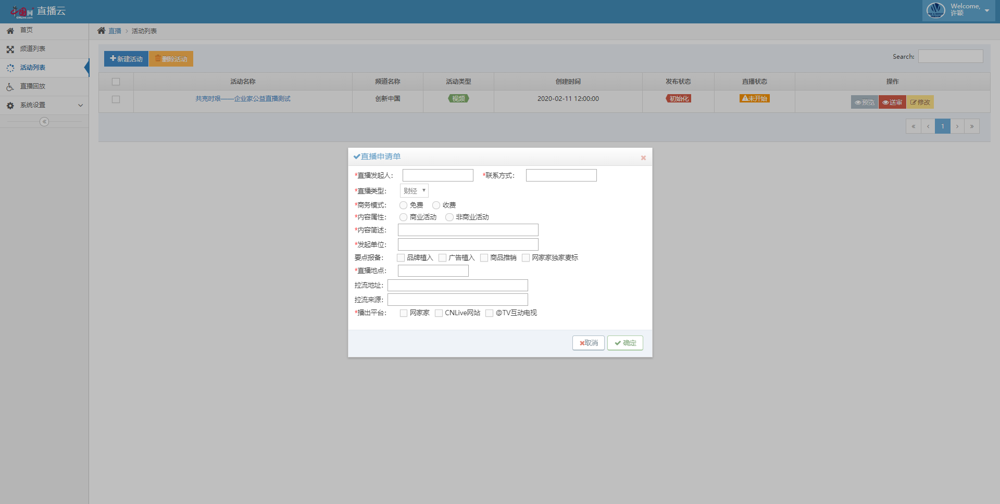 中国网 直播云
CNLive.com
Welcome,
许颖
首页
频道列表
活动列表
直播回放
系统设置
直播 > 活动列表
新建活动 删除活动
Search:
活动名称 频道名称 活动类型 创建时间 发布状态 直播状态 操作
共克时艰——企业家公益直播测试 创新中国 视频 2020-02-11 12:00:00 初始化 未开始 预览 送审 修改
« ‹ 1 › »
直播申请单
*直播发起人: *联系方式:
*直播类型: 财经
*商务模式: 免费 收费
*内容属性: 商业活动 非商业活动
*内容简述:
*发起单位:
要点报备: 品牌植入 广告植入 商品推销 网家家独家麦标
*直播地点:
拉流地址:
拉流来源:
*播出平台: 网家家 CNLive网站 @TV互动电视
取消 确定